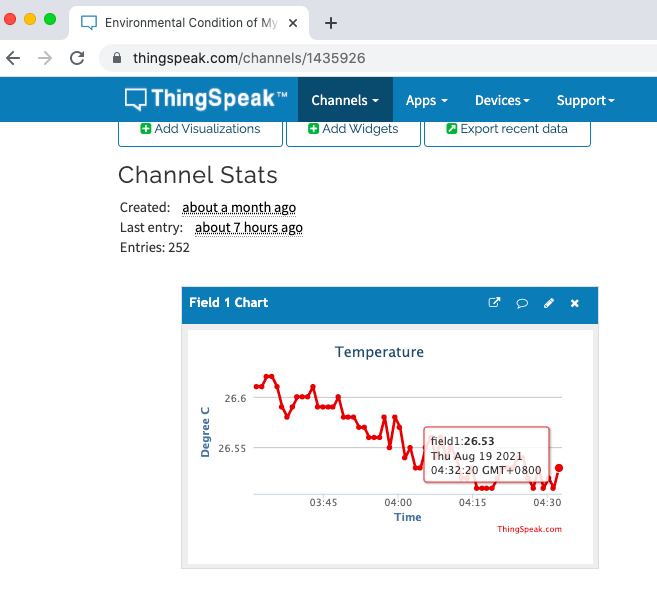 Environmental Condition of My
thingspeak.com/channels/1435926
ThingSpeak™ Channels Apps Devices Support
Add Visualizations Add Widgets Export recent data
Channel Stats
Created: about a month ago
Last entry: about 7 hours ago
Entries: 252
Field 1 Chart
Temperature
Degree C
26.6
26.55
field1:26.53
Thu Aug 19 2021
04:32:20 GMT+0800
03:45 04:00 04:15 04:30
Time
ThingSpeak.com